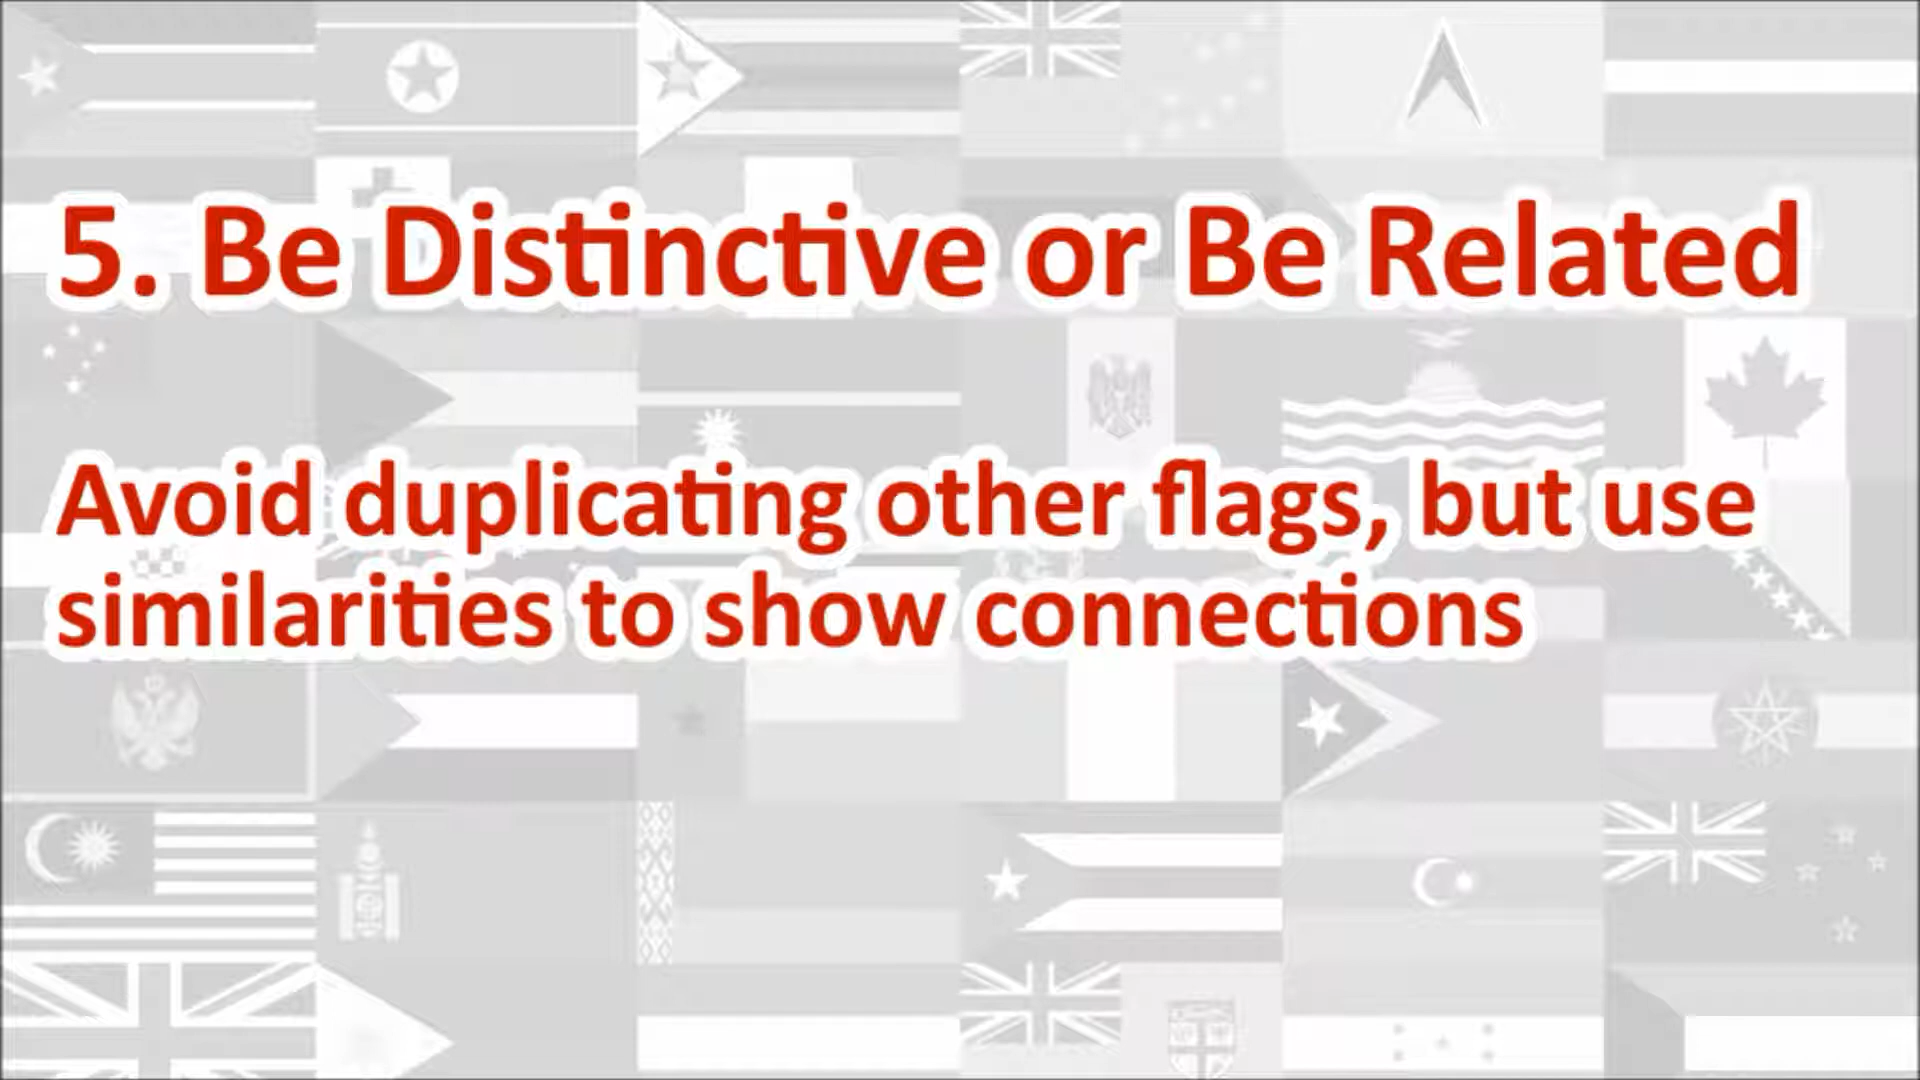 5. Be Distinctive or Be Related
Avoid duplicating other flags, but use
similarities to show connections